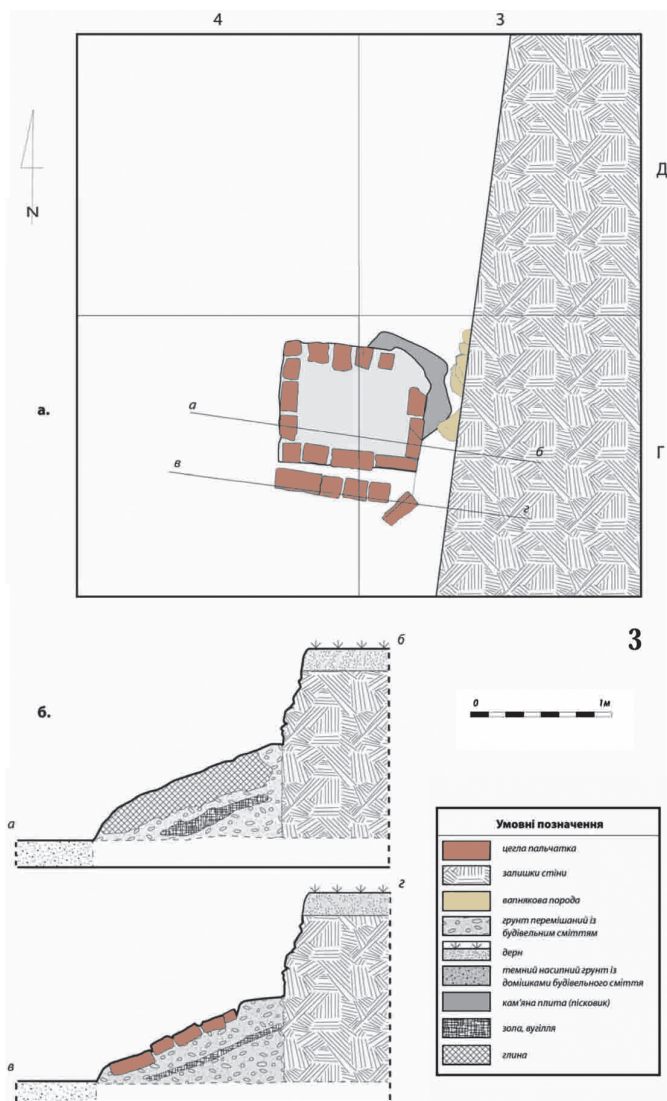 4 3
Д
N
а.
а
б
Г
в
г
б
3
б.
0 1м
а
г
в
Умовні позначення
цегла пальчатка
залишки стіни
вапнякова порода
грунт перемішаний із
будівельним сміттям
дерн
темний насипний грунт із
домішками будівельного сміття
кам'яна плита (пісковик)
зола, вугілля
глина